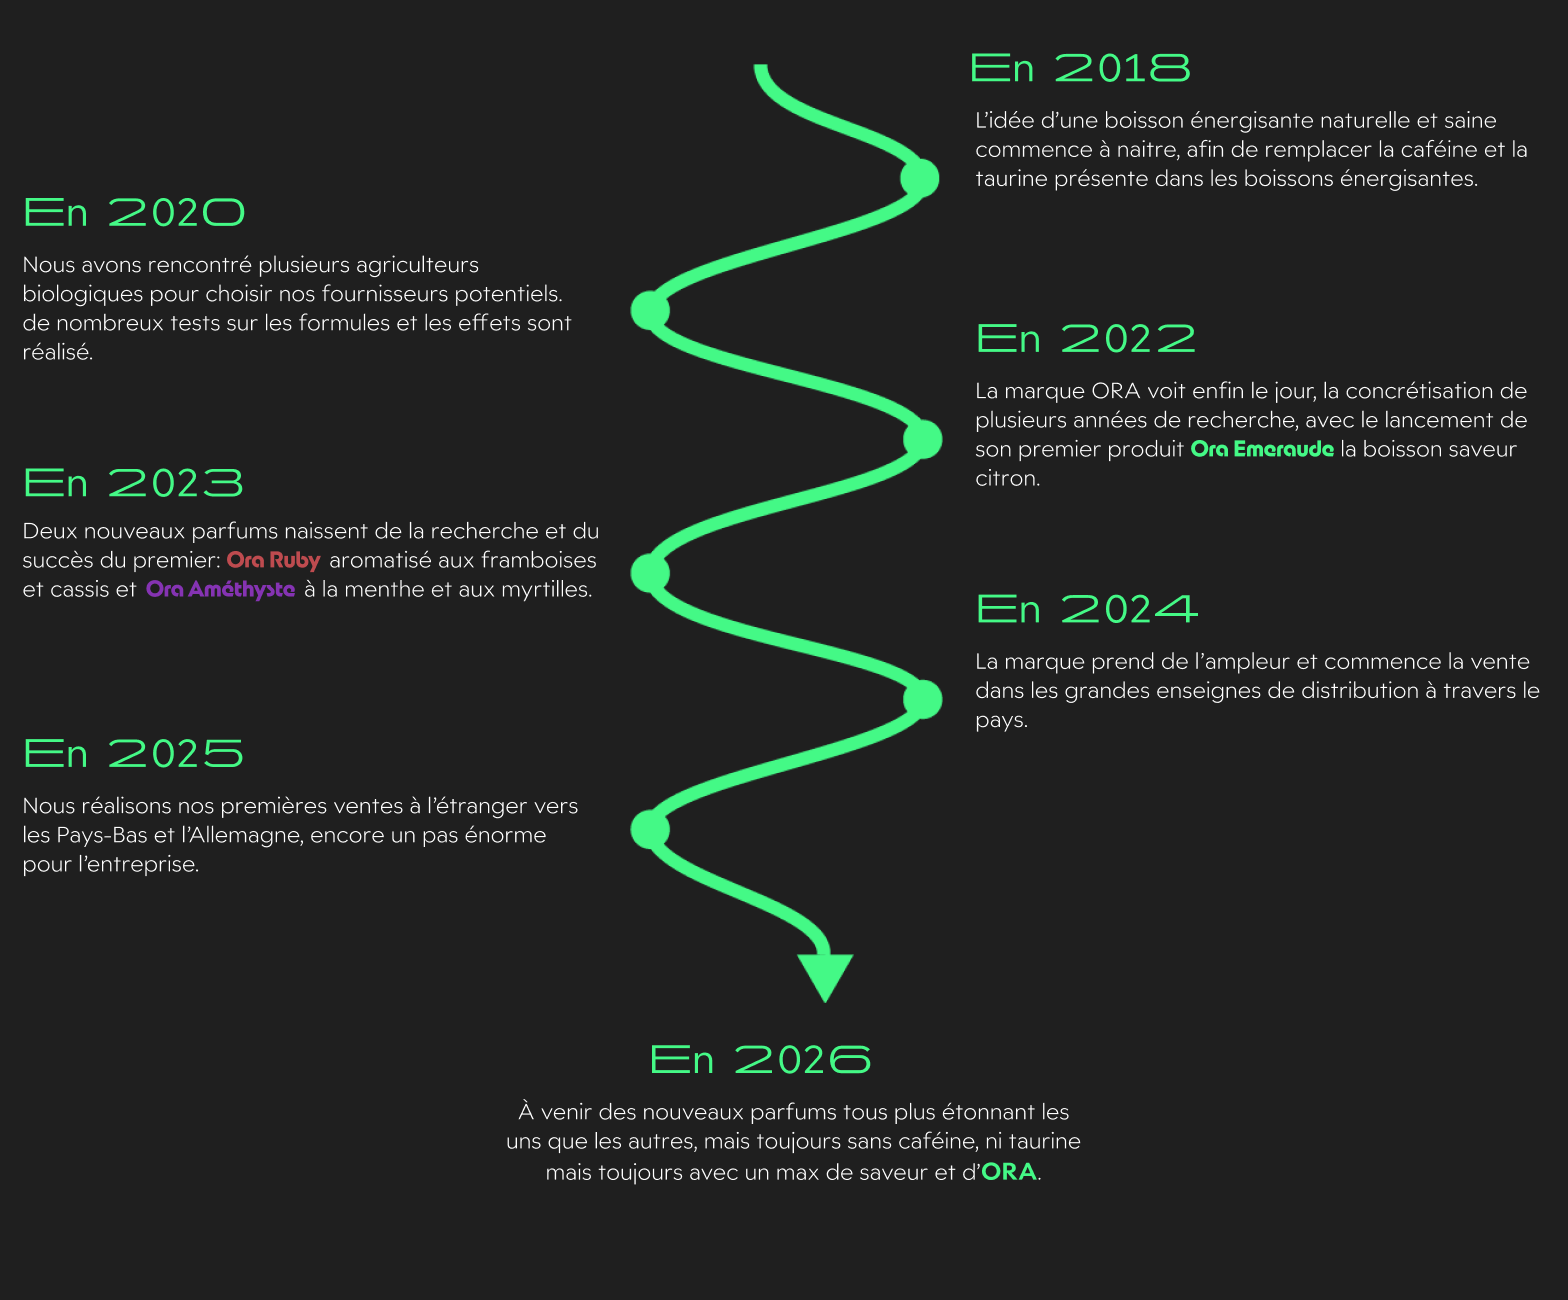 En 2018
L’idée d’une boisson énergisante naturelle et saine
commence à naitre, afin de remplacer la caféine et la
taurine présente dans les boissons énergisantes.
En 2020
Nous avons rencontré plusieurs agriculteurs
biologiques pour choisir nos fournisseurs potentiels.
de nombreux tests sur les formules et les effets sont
réalisé.
En 2022
La marque ORA voit enfin le jour, la concrétisation de
plusieurs années de recherche, avec le lancement de
son premier produit Ora Emeraude la boisson saveur
citron.
En 2023
Deux nouveaux parfums naissent de la recherche et du
succès du premier: Ora Ruby aromatisé aux framboises
et cassis et Ora Améthyste à la menthe et aux myrtilles.
En 2024
La marque prend de l’ampleur et commence la vente
dans les grandes enseignes de distribution à travers le
pays.
En 2025
Nous réalisons nos premières ventes à l’étranger vers
les Pays-Bas et l’Allemagne, encore un pas énorme
pour l’entreprise.
En 2026
À venir des nouveaux parfums tous plus étonnant les
uns que les autres, mais toujours sans caféine, ni taurine
mais toujours avec un max de saveur et d’ORA.